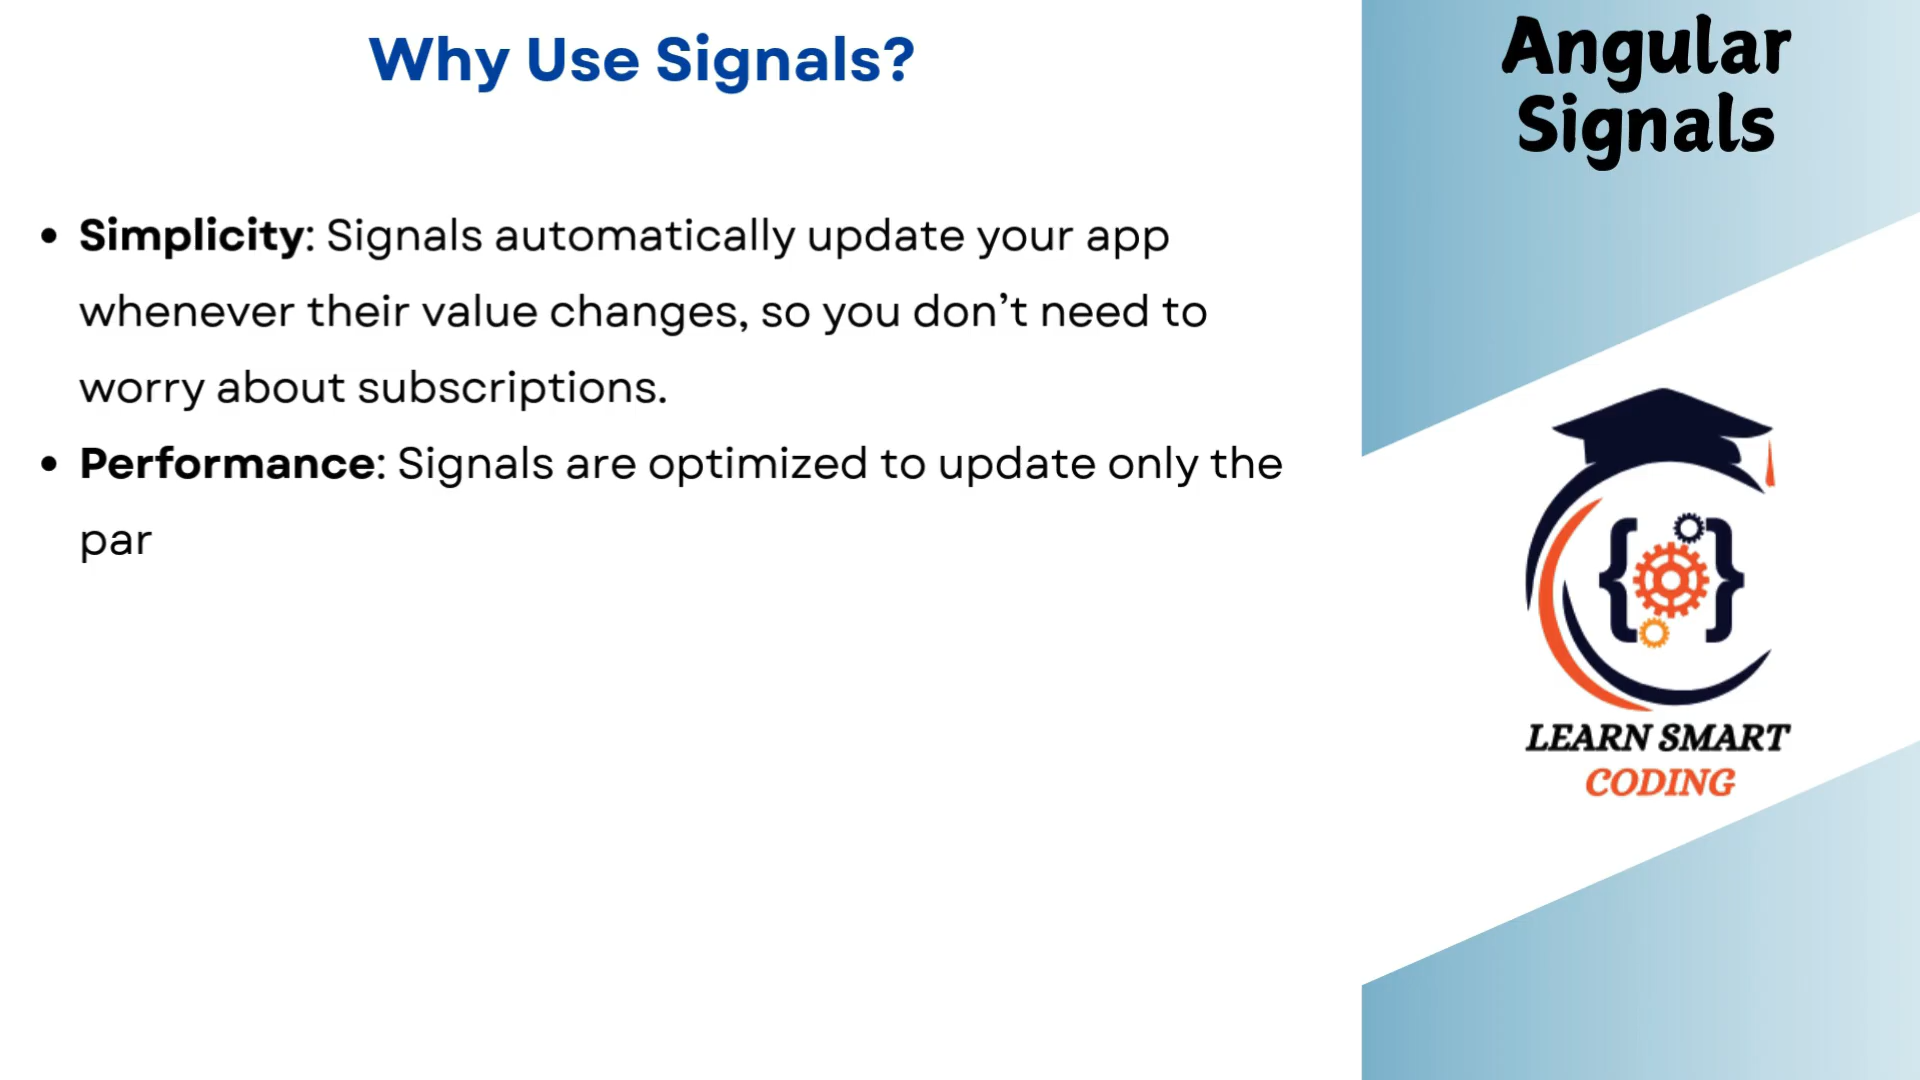 Why Use Signals?
• Simplicity: Signals automatically update your app
whenever their value changes, so you don’t need to
worry about subscriptions.
• Performance: Signals are optimized to update only the
par
Angular
Signals
{ }
LEARN SMART
CODING